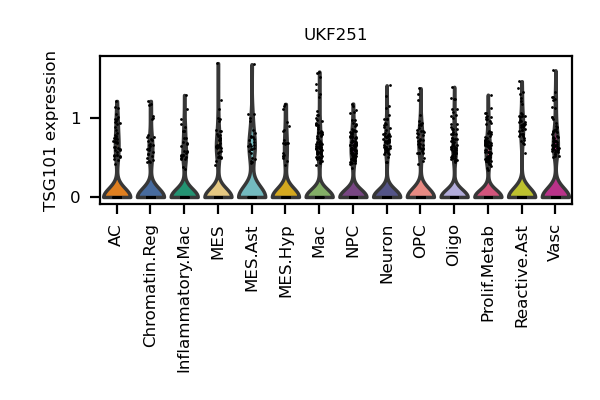 UKF251
TSG101 expression
1
0
AC
Chromatin.Reg
Inflammatory.Mac
MES
MES.Ast
MES.Hyp
Mac
NPC
Neuron
OPC
Oligo
Prolif.Metab
Reactive.Ast
Vasc